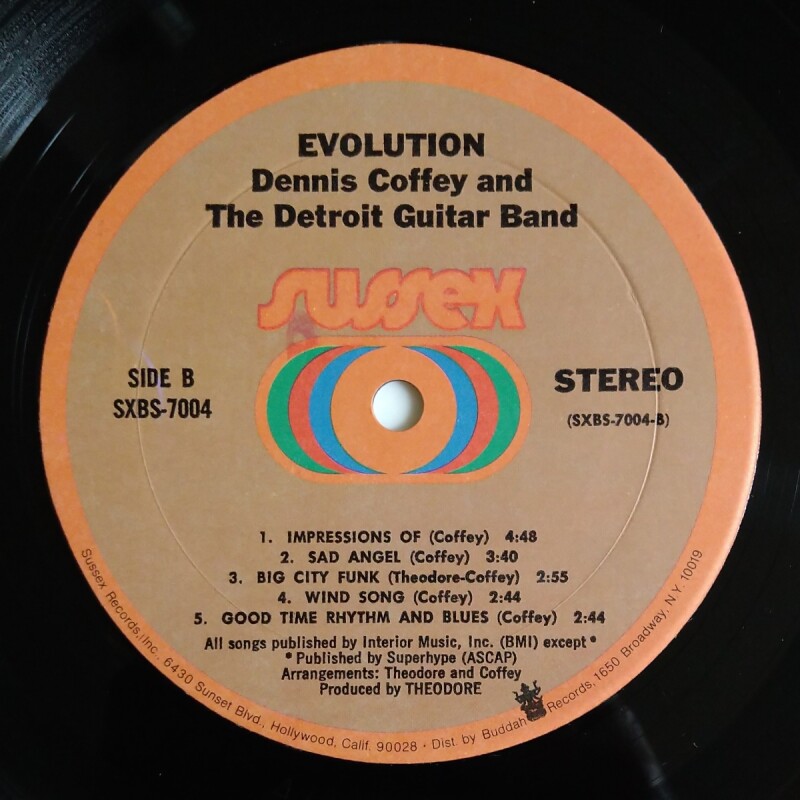 EVOLUTION
Dennis Coffey and
The Detroit Guitar Band
sussex
SIDE B
SXBS-7004
STEREO
(SXBS-7004-B)
1. IMPRESSIONS OF (Coffey) 4:48
2. SAD ANGEL (Coffey) 3:40
3. BIG CITY FUNK (Theodore-Coffey) 2:55
4. WIND SONG (Coffey) 2:44
5. GOOD TIME RHYTHM AND BLUES (Coffey) 2:44
All songs published by Interior Music, Inc. (BMI) except *
* Published by Superhype (ASCAP)
Arrangements: Theodore and Coffey
Produced by THEODORE
Sussex Records, Inc. 6430 Sunset Blvd., Hollywood, Calif. 90028 · Dist. by Buddah Records, 1650 Broadway, N.Y. 10019